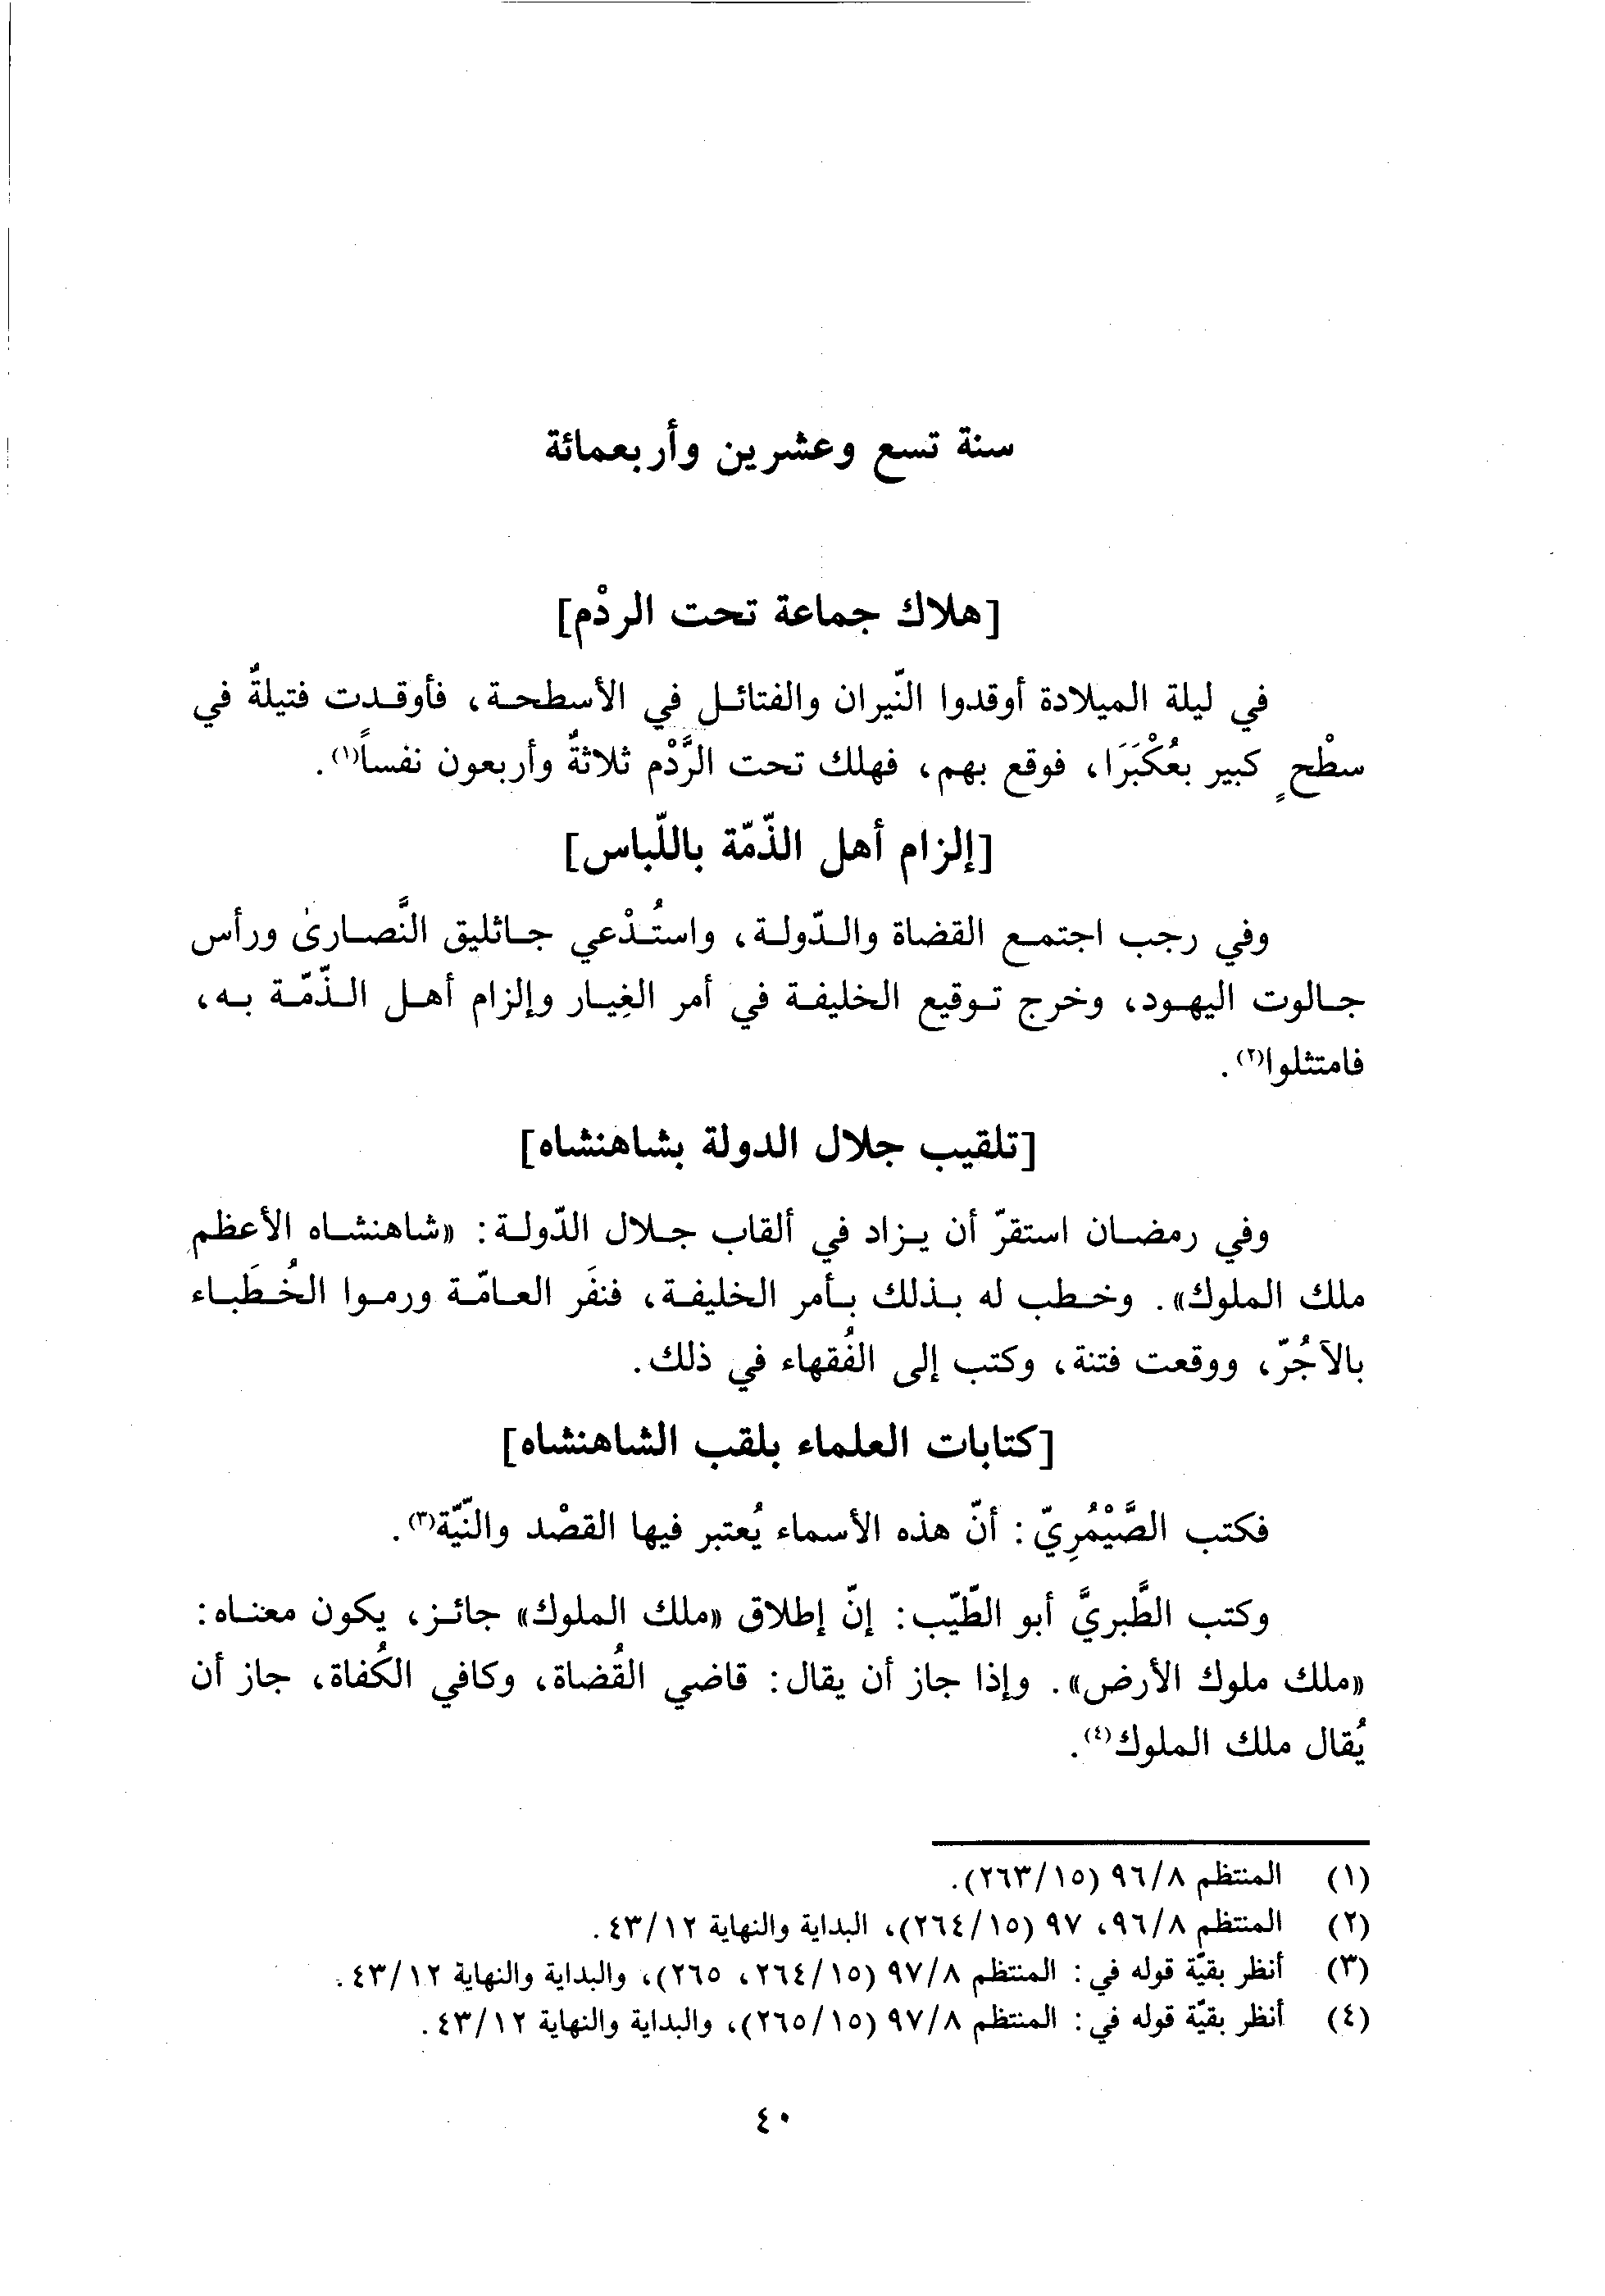 سنة تسع وعشرين وأربعمائة
[هلاك جماعة تحت الردْم]
في ليلة الميلادة أوقدوا النّيران والفتائل في الأسطحة، فأوقدت فتيلةٌ في
سطْحٍ كبير بعُكْبَرَا، فوقع بهم، فهلك تحت الرَّدْم ثلاثةٌ وأربعون نفساً(١).
[إلزام أهل الذّمّة باللّباس]
وفي رجب اجتمع القضاة والدّولة، واستُدْعي جاثليق النَّصارىٰ ورأس
جالوت اليهود، وخرج توقيع الخليفة في أمر الغِيار وإلزام أهل الذّمّة به،
فامتثلوا(٢).
[تلقيب جلال الدولة بشاهنشاه]
وفي رمضان استقرّ أن يزاد في ألقاب جلال الدّولة: «شاهنشاه الأعظم
ملك الملوك». وخطب له بذلك بأمر الخليفة، فنفَر العامّة ورموا الخُطَباء
بالآجُرّ، ووقعت فتنة، وكتب إلى الفُقهاء في ذلك.
[كتابات العلماء بلقب الشاهنشاه]
فكتب الصَّيْمُرِيّ: أنّ هذه الأسماء يُعتبر فيها القصْد والنّيّة(٣).
وكتب الطَّبريَّ أبو الطّيّب: إنّ إطلاق «ملك الملوك» جائز، يكون معناه:
«ملك ملوك الأرض». وإذا جاز أن يقال: قاضي القُضاة، وكافي الكُفاة، جاز أن
يُقال ملك الملوك(٤).
(١) المنتظم ٩٦/٨ (٢٦٣/١٥).
(٢) المنتظم ٩٦/٨، ٩٧ (٢٦٤/١٥)، البداية والنهاية ٤٣/١٢.
(٣) أنظر بقيّة قوله في: المنتظم ٩٧/٨ (٢٦٤/١٥، ٢٦٥)، والبداية والنهاية ٤٣/١٢.
(٤) أنظر بقيّة قوله في: المنتظم ٩٧/٨ (٢٦٥/١٥)، والبداية والنهاية ٤٣/١٢.
٤٠